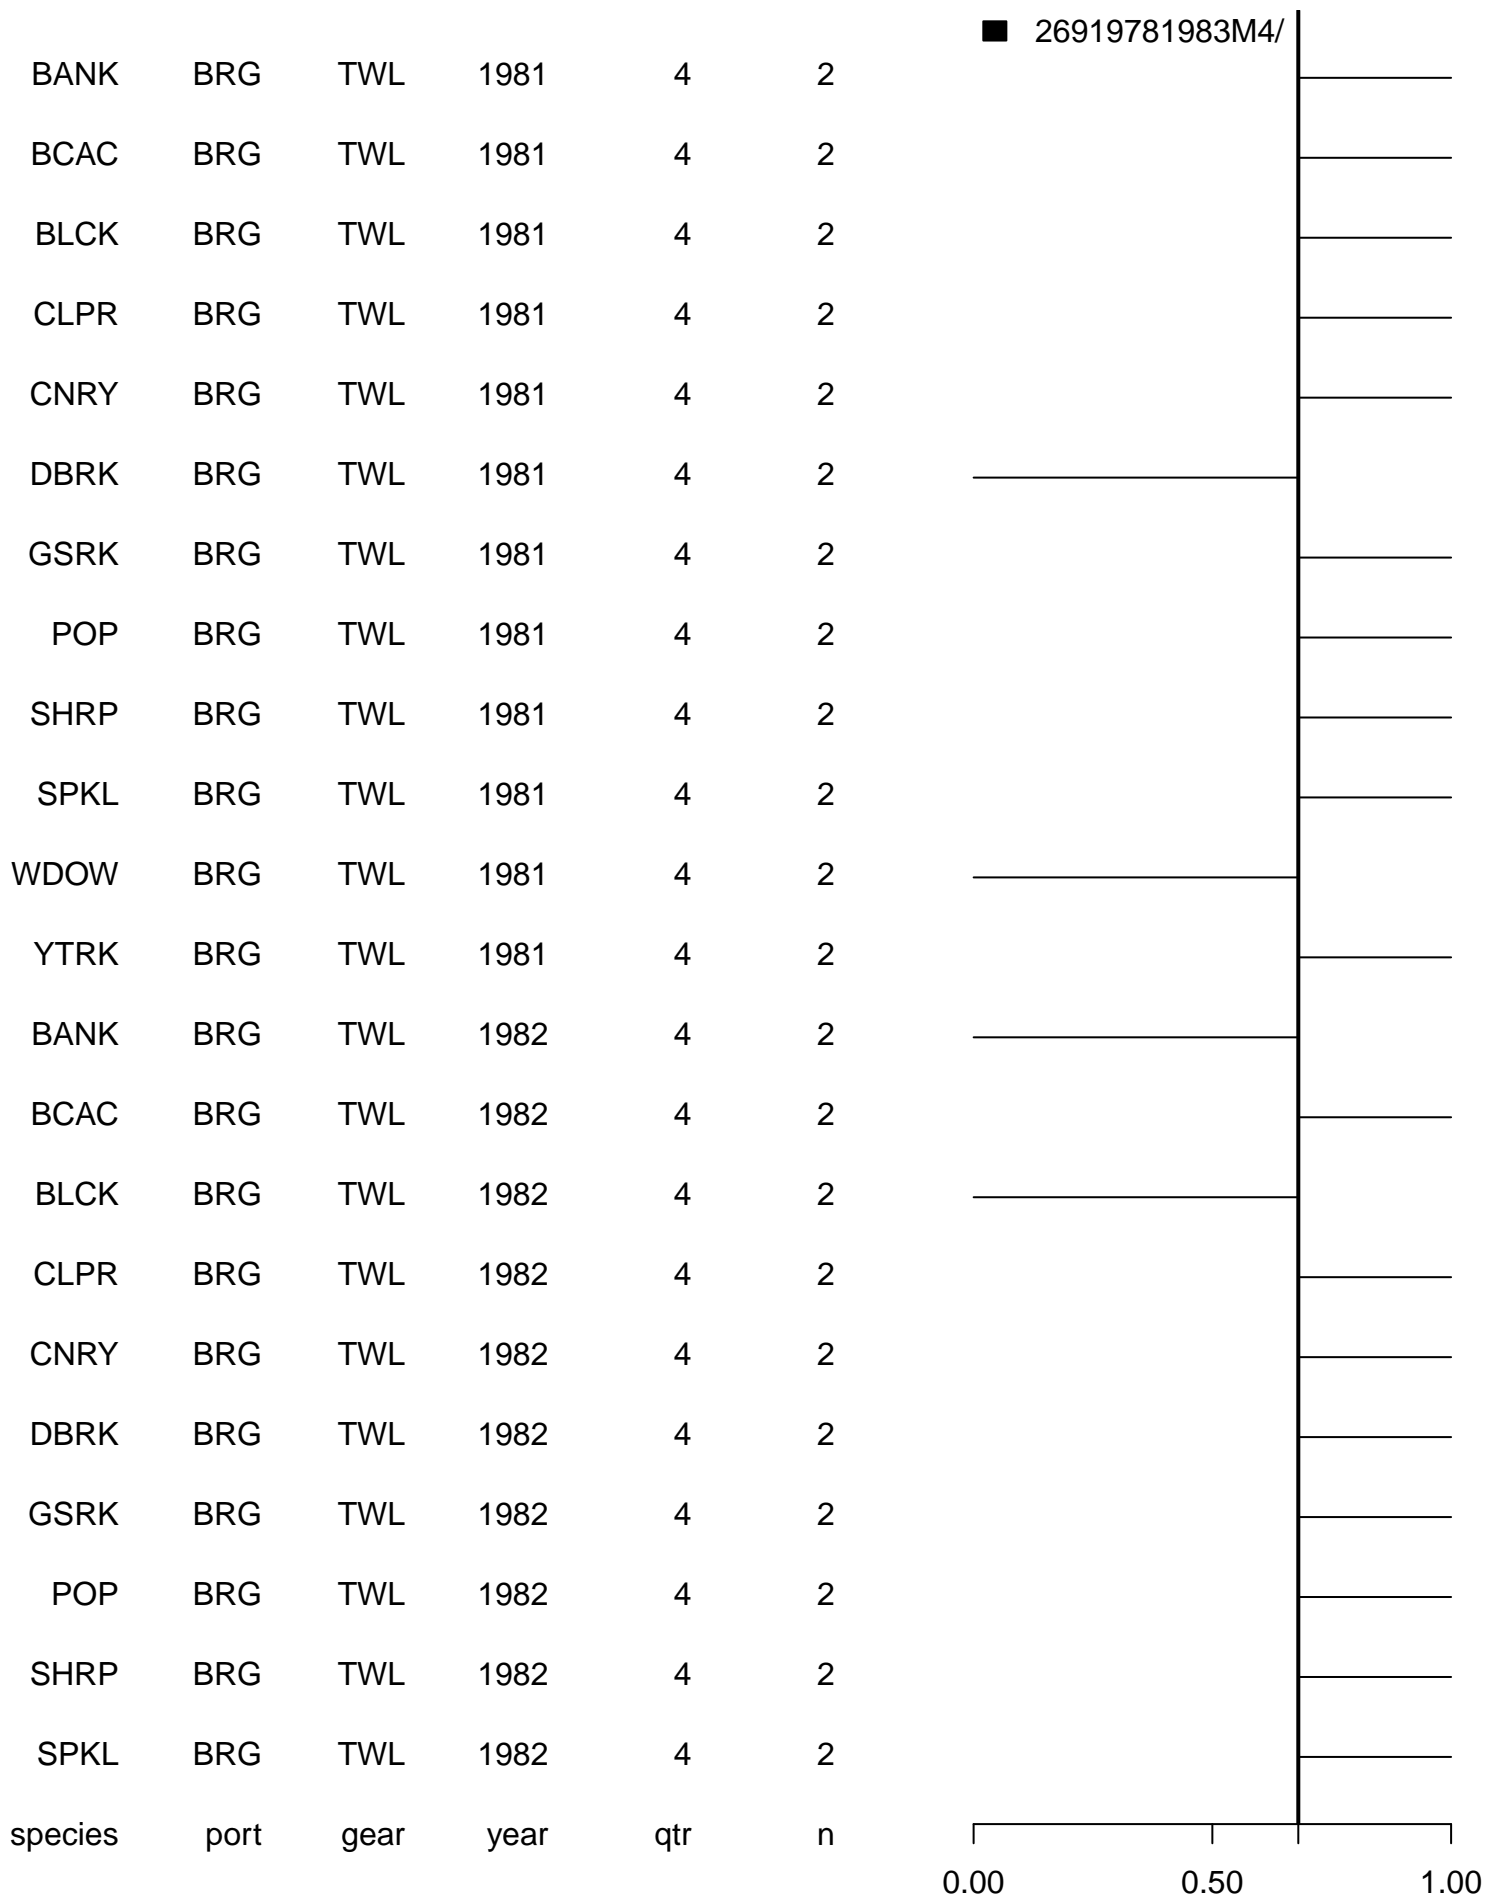 26919781983M4/
BANK BRG TWL 1981 4 2
BCAC BRG TWL 1981 4 2
BLCK BRG TWL 1981 4 2
CLPR BRG TWL 1981 4 2
CNRY BRG TWL 1981 4 2
DBRK BRG TWL 1981 4 2
GSRK BRG TWL 1981 4 2
POP BRG TWL 1981 4 2
SHRP BRG TWL 1981 4 2
SPKL BRG TWL 1981 4 2
WDOW BRG TWL 1981 4 2
YTRK BRG TWL 1981 4 2
BANK BRG TWL 1982 4 2
BCAC BRG TWL 1982 4 2
BLCK BRG TWL 1982 4 2
CLPR BRG TWL 1982 4 2
CNRY BRG TWL 1982 4 2
DBRK BRG TWL 1982 4 2
GSRK BRG TWL 1982 4 2
POP BRG TWL 1982 4 2
SHRP BRG TWL 1982 4 2
SPKL BRG TWL 1982 4 2
species port gear year qtr n
0.00 0.50 1.00